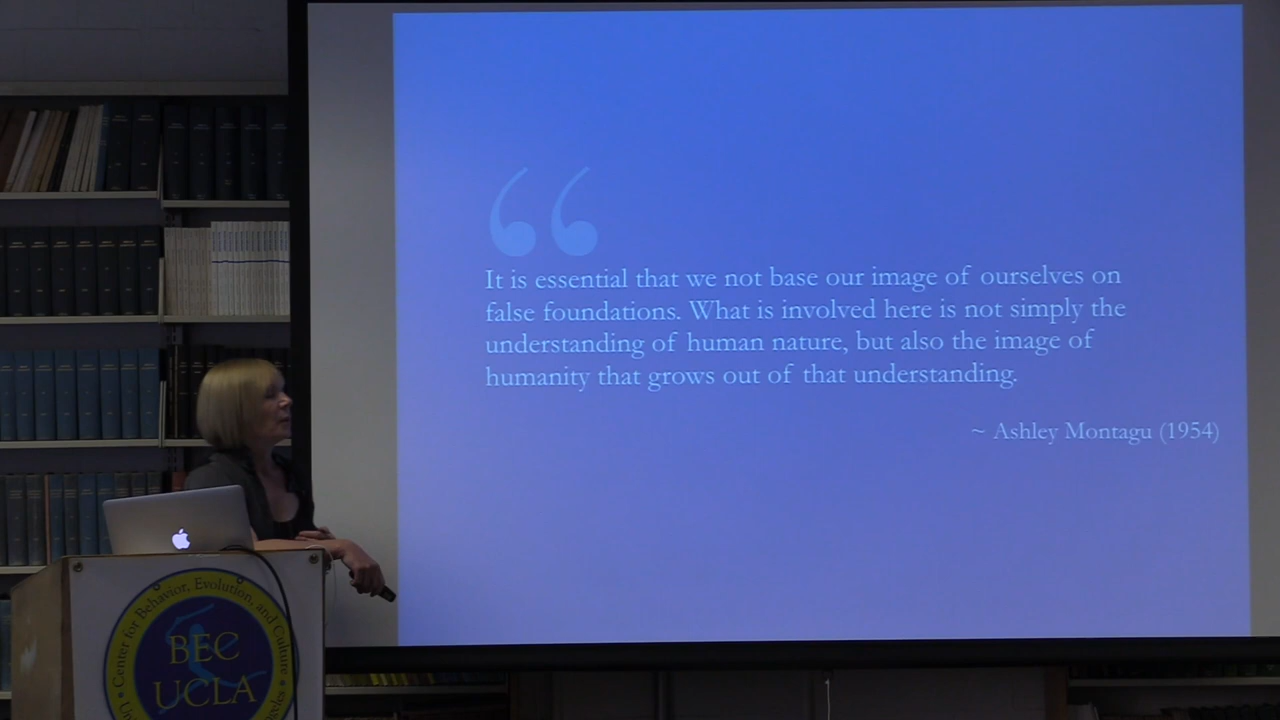 It is essential that we not base our image of ourselves on
false foundations. What is involved here is not simply the
understanding of human nature, but also the image of
humanity that grows out of that understanding.
~ Ashley Montagu (1954)
Center for Behavior, Evolution, and Culture
BEC
UCLA